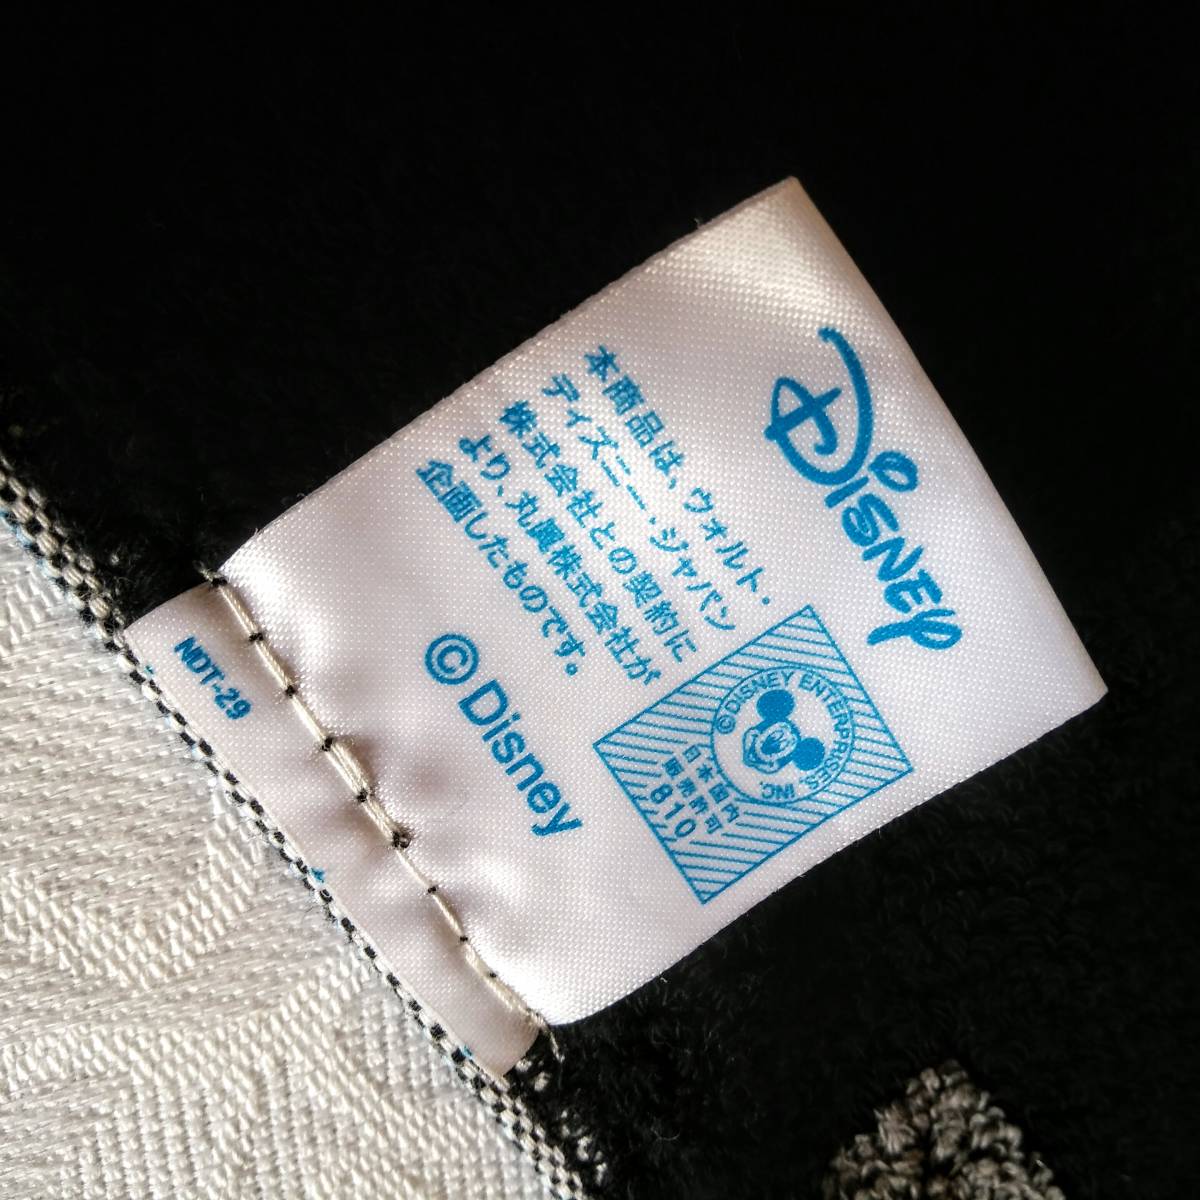 Disney
本商品は、ウォルト・
ディズニー・ジャパン
株式会社との契約に
より、丸眞株式会社が
企画したものです。
©DISNEY ENTERPRISES, INC.
日本国内
販売許可
810
©Disney
NDT-29